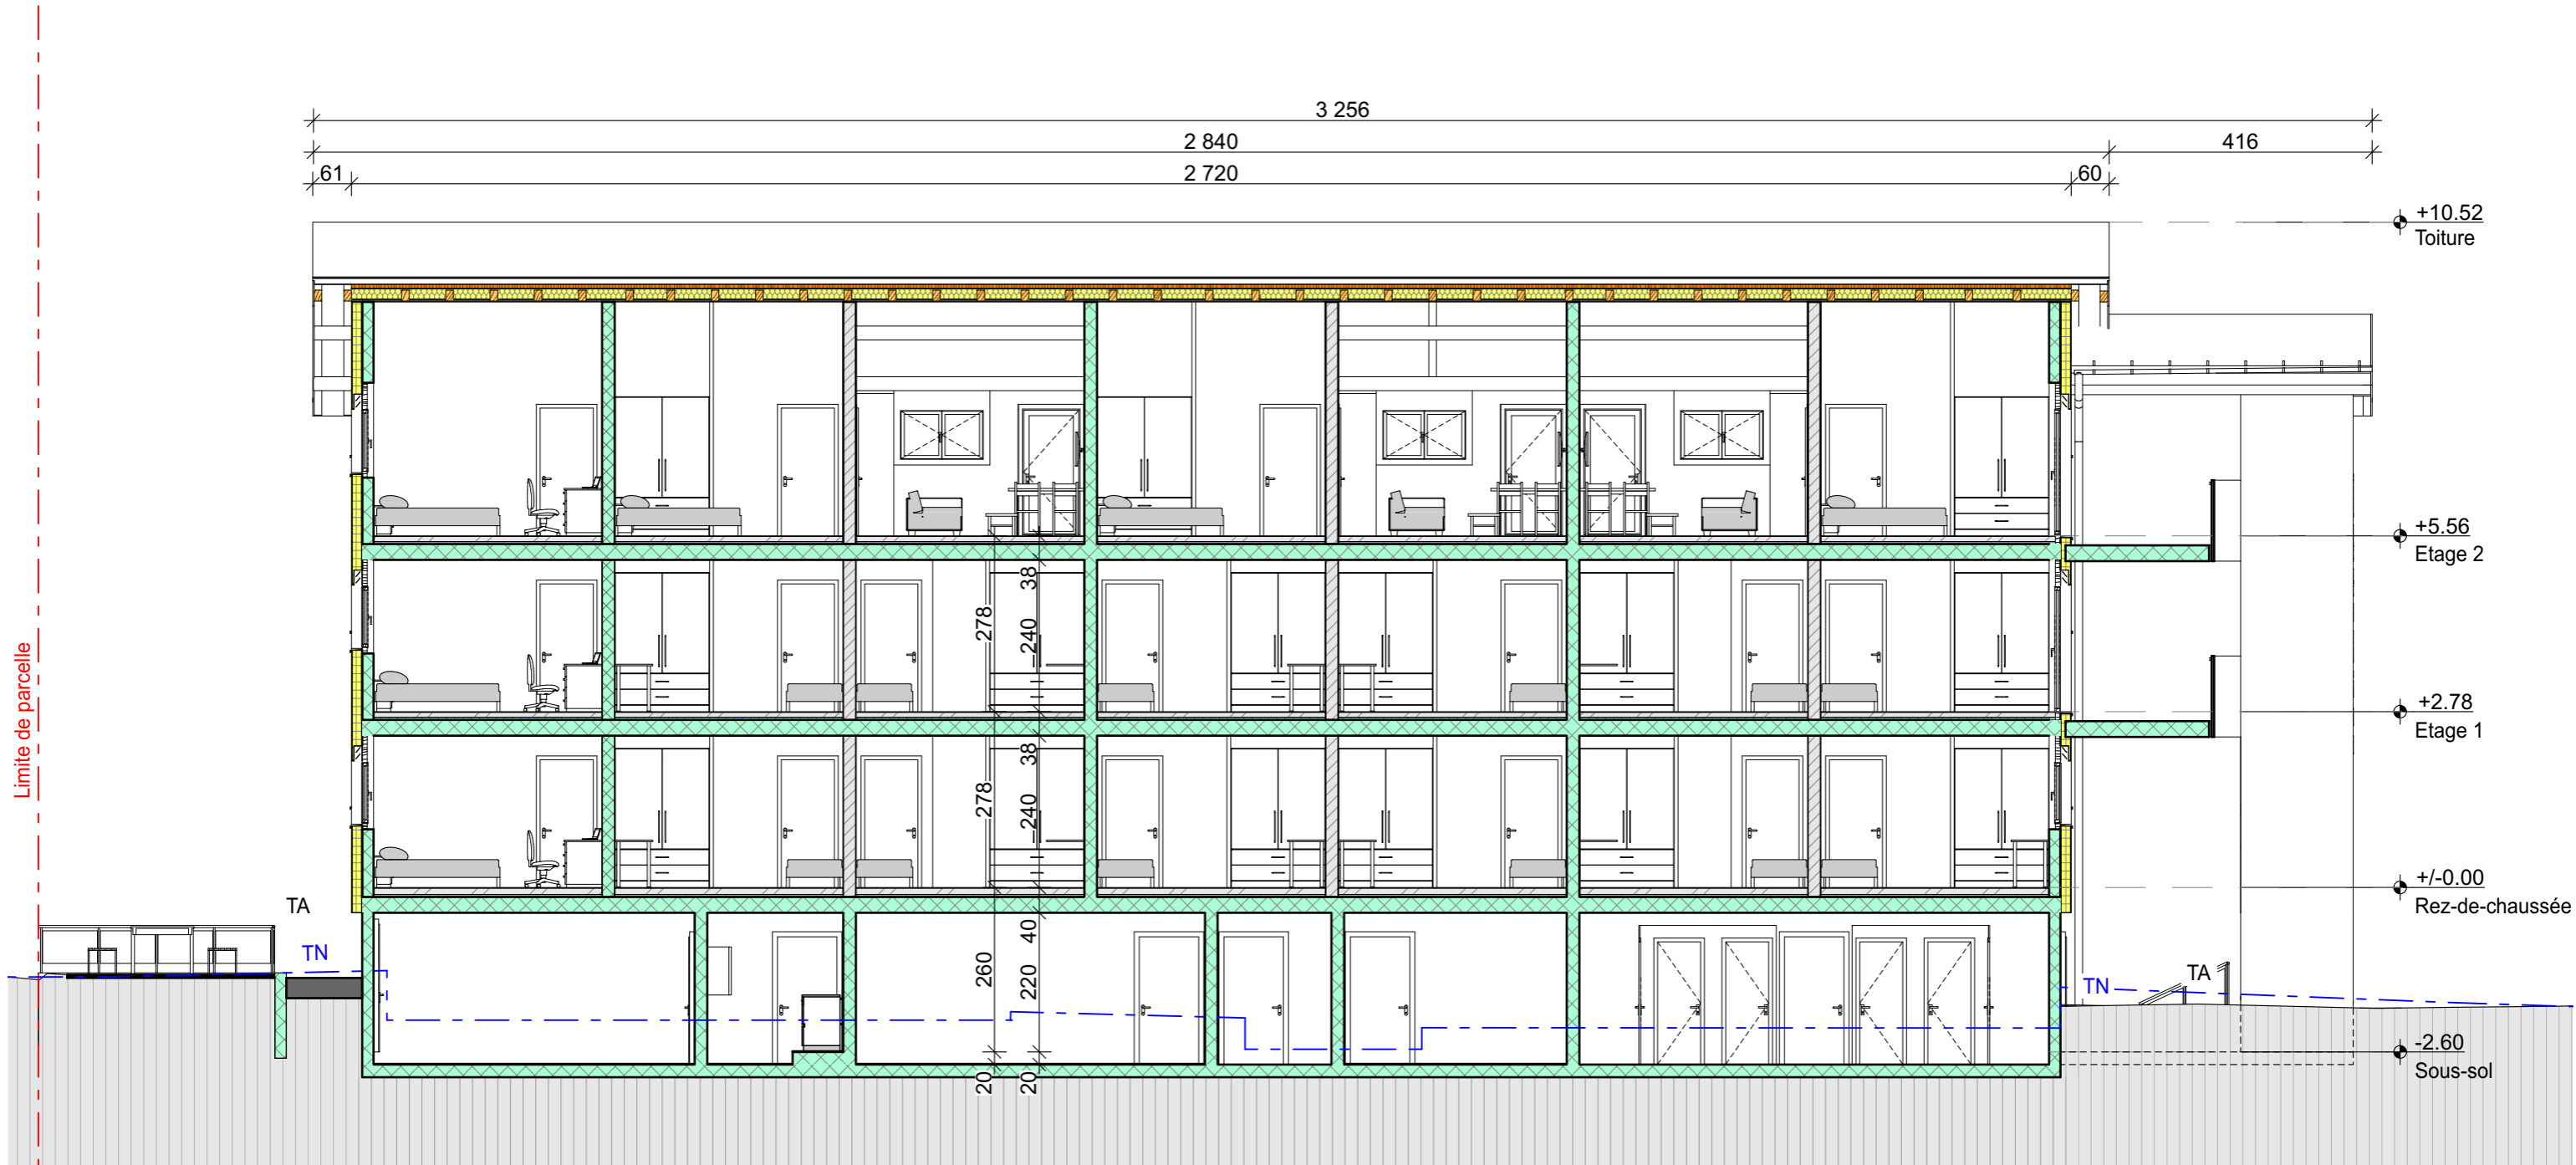 3 256
2 840
416
61
2 720
60
+10.52
Toiture
+5.56
Etage 2
38
278
240
+2.78
Etage 1
Limite de parcelle
38
278
240
+/-0.00
Rez-de-chaussée
TA
40
TN
260
220
TN
TA
-2.60
Sous-sol
20
20